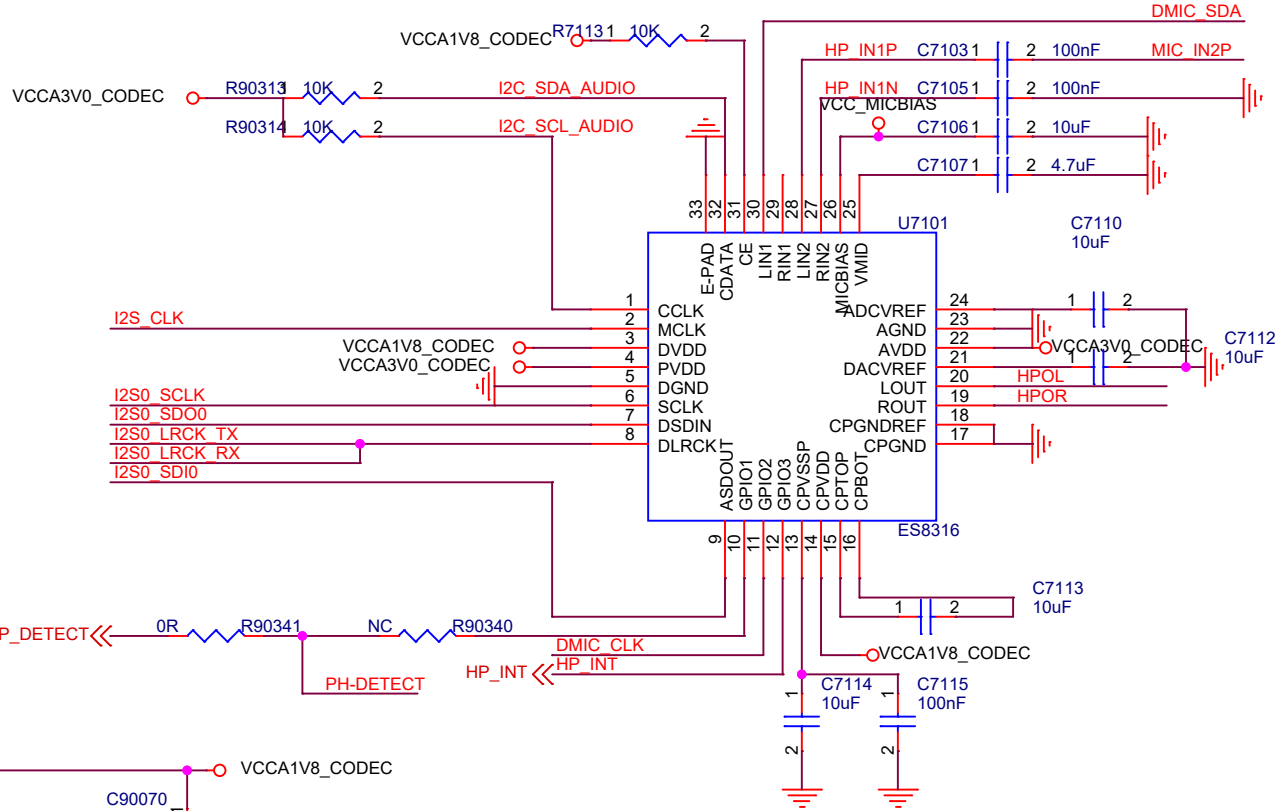 DMIC_SDA
VCCA1V8_CODEC R7113 1 10K 2
HP_IN1P C7103 1 2 100nF MIC_IN2P
VCCA3V0_CODEC R90313 1 10K 2 I2C_SDA_AUDIO
HP_IN1N C7105 1 2 100nF
VCC_MICBIAS
R90314 1 10K 2 I2C_SCL_AUDIO
C7106 1 2 10uF
C7107 1 2 4.7uF
33 32 31 30 29 28 27 26 25
U7101
C7110
10uF
E-PAD CDATA CE LIN1 RIN1 LIN2 RIN2 MICBIAS VMID
1 CCLK
I2S_CLK 2 MCLK
VCCA1V8_CODEC 3 DVDD
VCCA3V0_CODEC 4 PVDD
5 DGND
I2S0_SCLK 6 SCLK
I2S0_SDO0 7 DSDIN
I2S0_LRCK_TX 8 DLRCK
I2S0_LRCK_RX
I2S0_SDI0
ADCVREF 24 1 2
AGND 23
AVDD 22 VCCA3V0_CODEC
DACVREF 21 1 2
C7112
10uF
LOUT 20 HPOL
ROUT 19 HPOR
CPGNDREF 18
CPGND 17
ASDOUT GPIO1 GPIO2 GPIO3 CPVSSP CPVDD CPTOP CPBOT
ES8316
9 10 11 12 13 14 15 16
C7113
10uF
1 2
P_DETECT 0R R90341 NC R90340
DMIC_CLK
VCCA1V8_CODEC
HP_INT HP_INT
PH-DETECT
1 C7114
10uF
2
1 C7115
100nF
2
VCCA1V8_CODEC
C90070
1